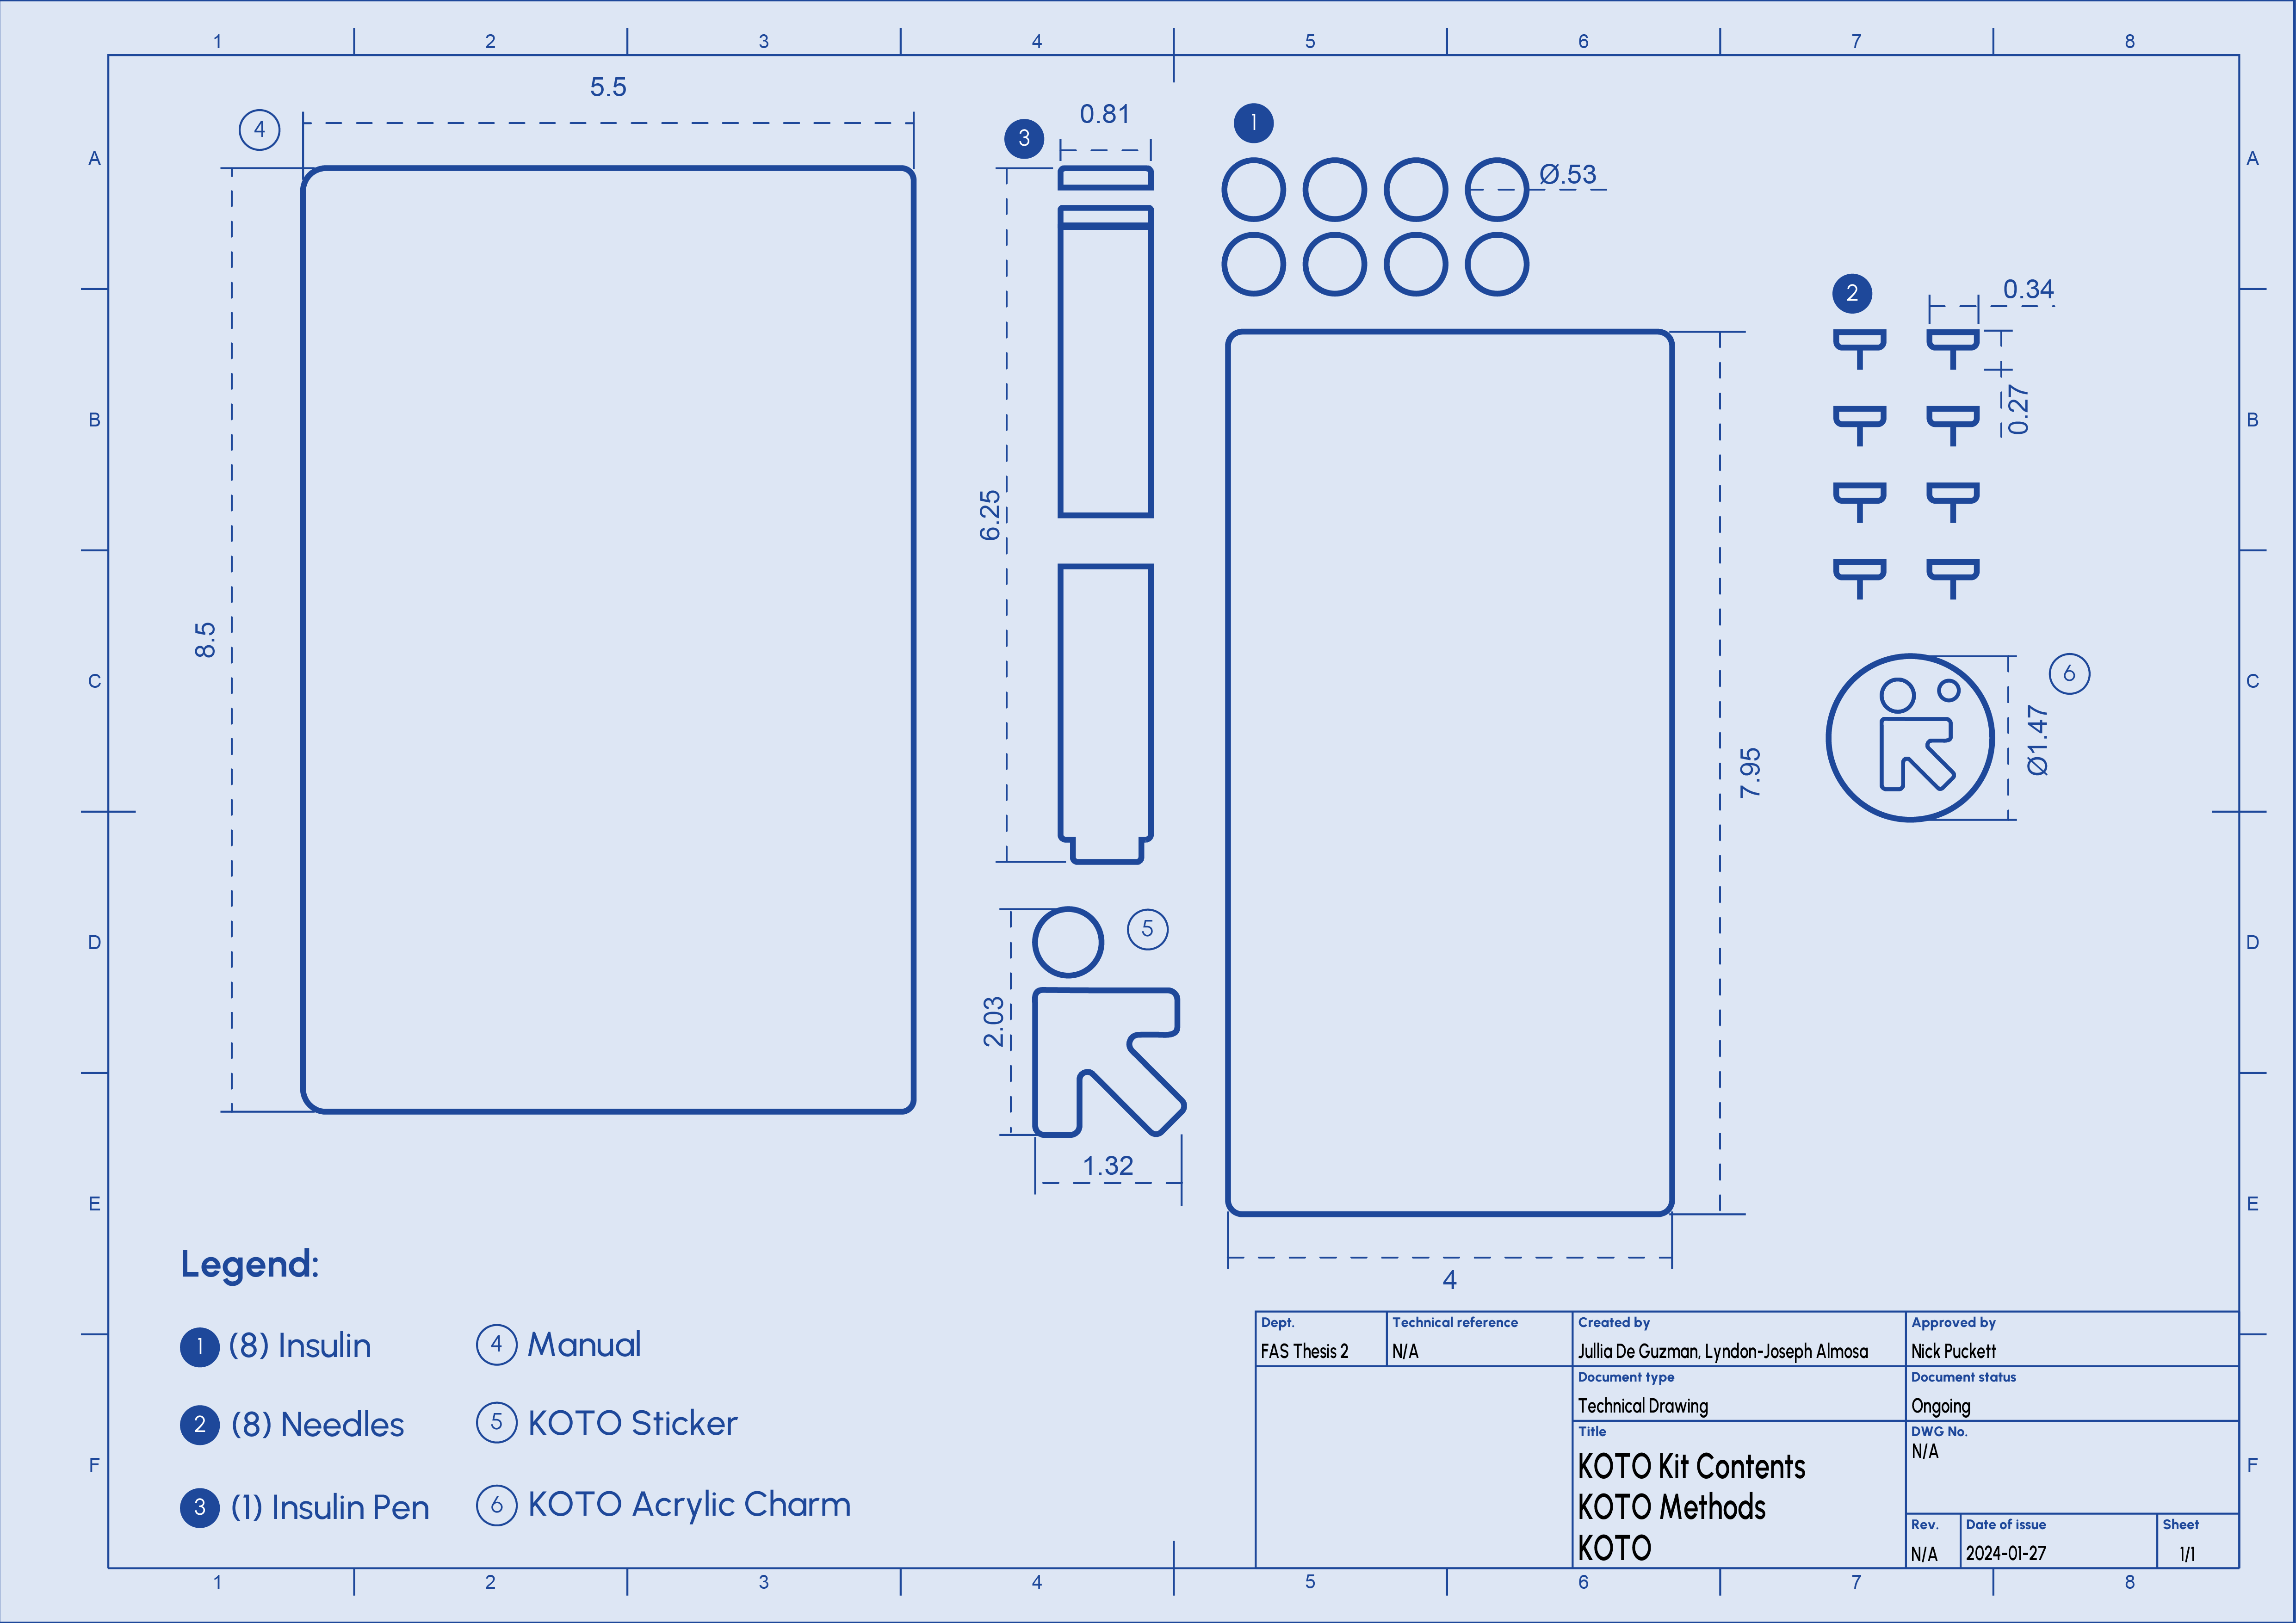 1 2 3 4 5 6 7 8
A A
B B
C C
D D
E E
F F
4
5.5
8.5
3
0.81
6.25
1
Ø.53
2
0.34
0.27
7.95
4
6
Ø1.47
5
2.03
1.32
Legend:
1 (8) Insulin
2 (8) Needles
3 (1) Insulin Pen
4 Manual
5 KOTO Sticker
6 KOTO Acrylic Charm
Dept.
FAS Thesis 2
Technical reference
N/A
Created by
Jullia De Guzman, Lyndon-Joseph Almosa
Approved by
Nick Puckett
Document type
Technical Drawing
Document status
Ongoing
Title
KOTO Kit Contents
KOTO Methods
KOTO
DWG No.
N/A
Rev.
N/A
Date of issue
2024-01-27
Sheet
1/1
1 2 3 4 5 6 7 8